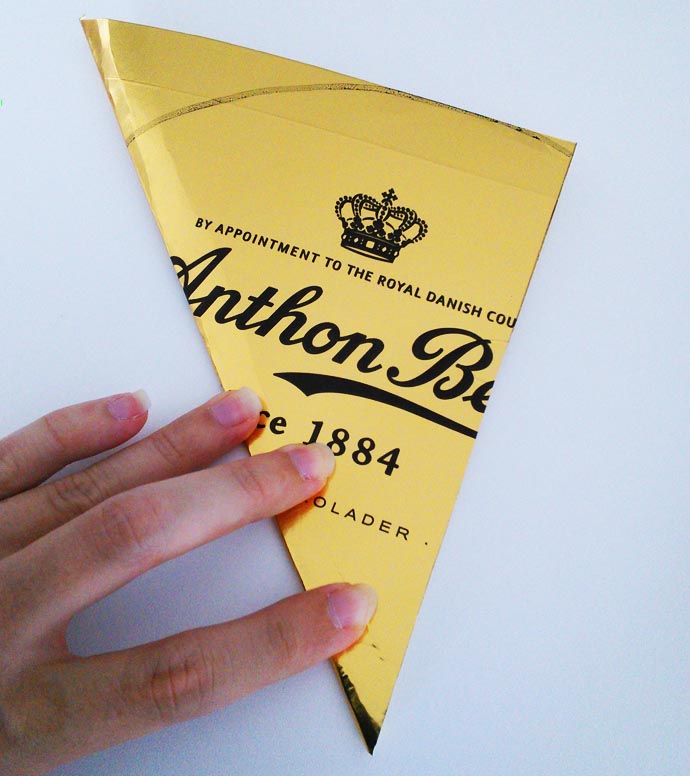 BY APPOINTMENT TO THE ROYAL DANISH COU
Anthon Be
ce 1884
OLADER .